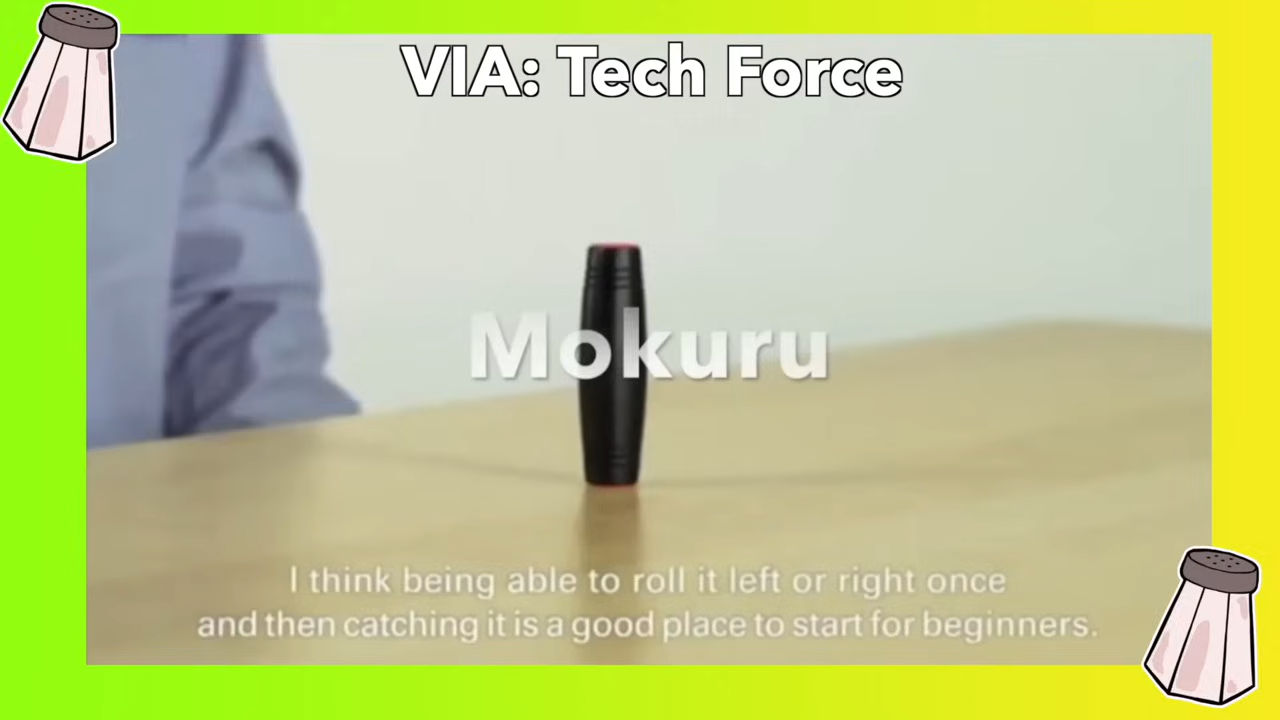 VIA: Tech Force
Mokuru
I think being able to roll it left or right once
and then catching it is a good place to start for beginners.